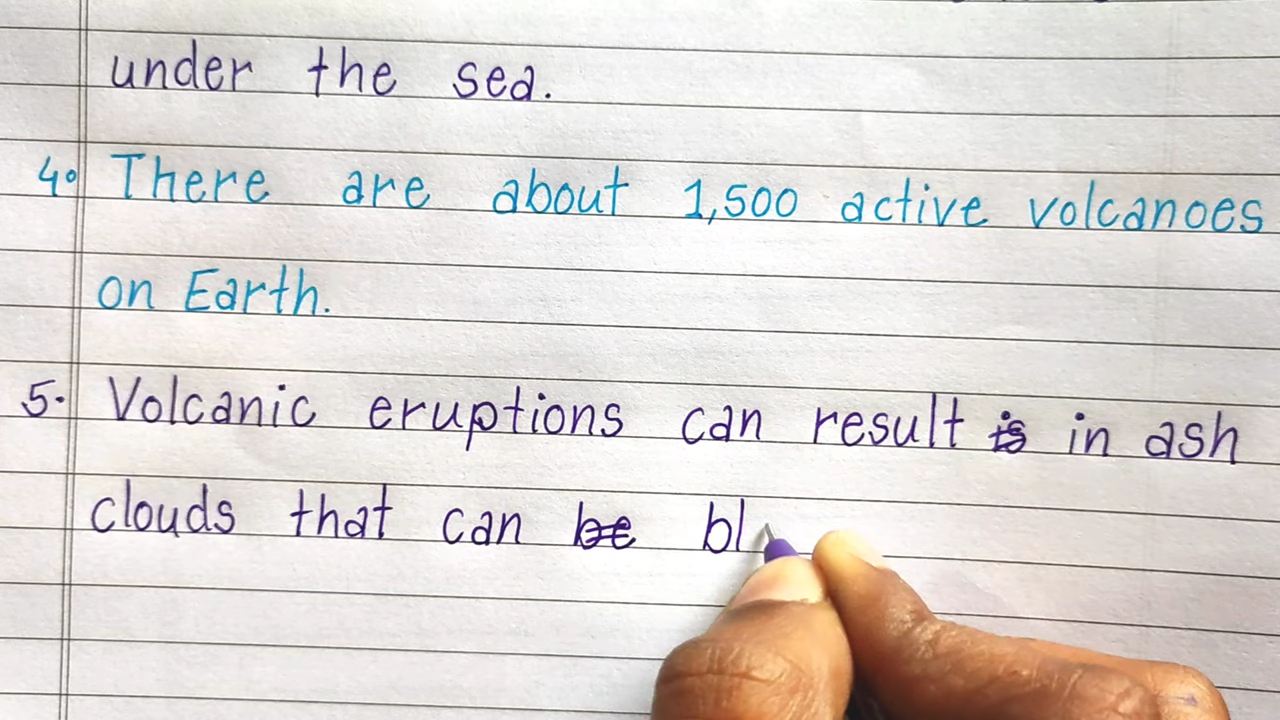 under the sea.
4. There are about 1,500 active volcanoes
on Earth.
5. Volcanic eruptions can result is in ash
clouds that can be bl